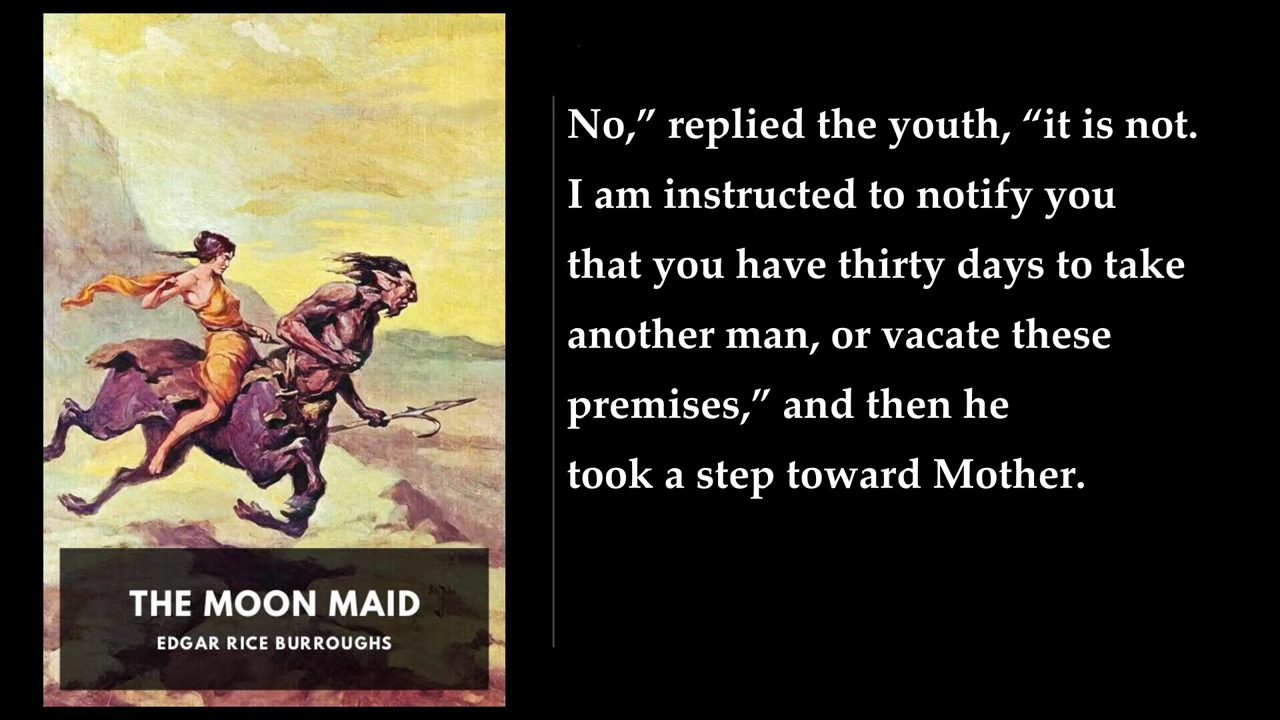 No,” replied the youth, “it is not.
I am instructed to notify you
that you have thirty days to take
another man, or vacate these
premises,” and then he
took a step toward Mother.
THE MOON MAID
EDGAR RICE BURROUGHS